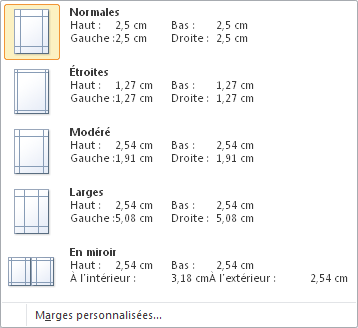 Normales
Haut : 2,5 cm Bas : 2,5 cm
Gauche :2,5 cm Droite : 2,5 cm
Étroites
Haut : 1,27 cm Bas : 1,27 cm
Gauche :1,27 cm Droite : 1,27 cm
Modéré
Haut : 2,54 cm Bas : 2,54 cm
Gauche :1,91 cm Droite : 1,91 cm
Larges
Haut : 2,54 cm Bas : 2,54 cm
Gauche :5,08 cm Droite : 5,08 cm
En miroir
Haut : 2,54 cm Bas : 2,54 cm
À l'intérieur : 3,18 cmÀ l'extérieur : 2,54 cm
Marges personnalisées...